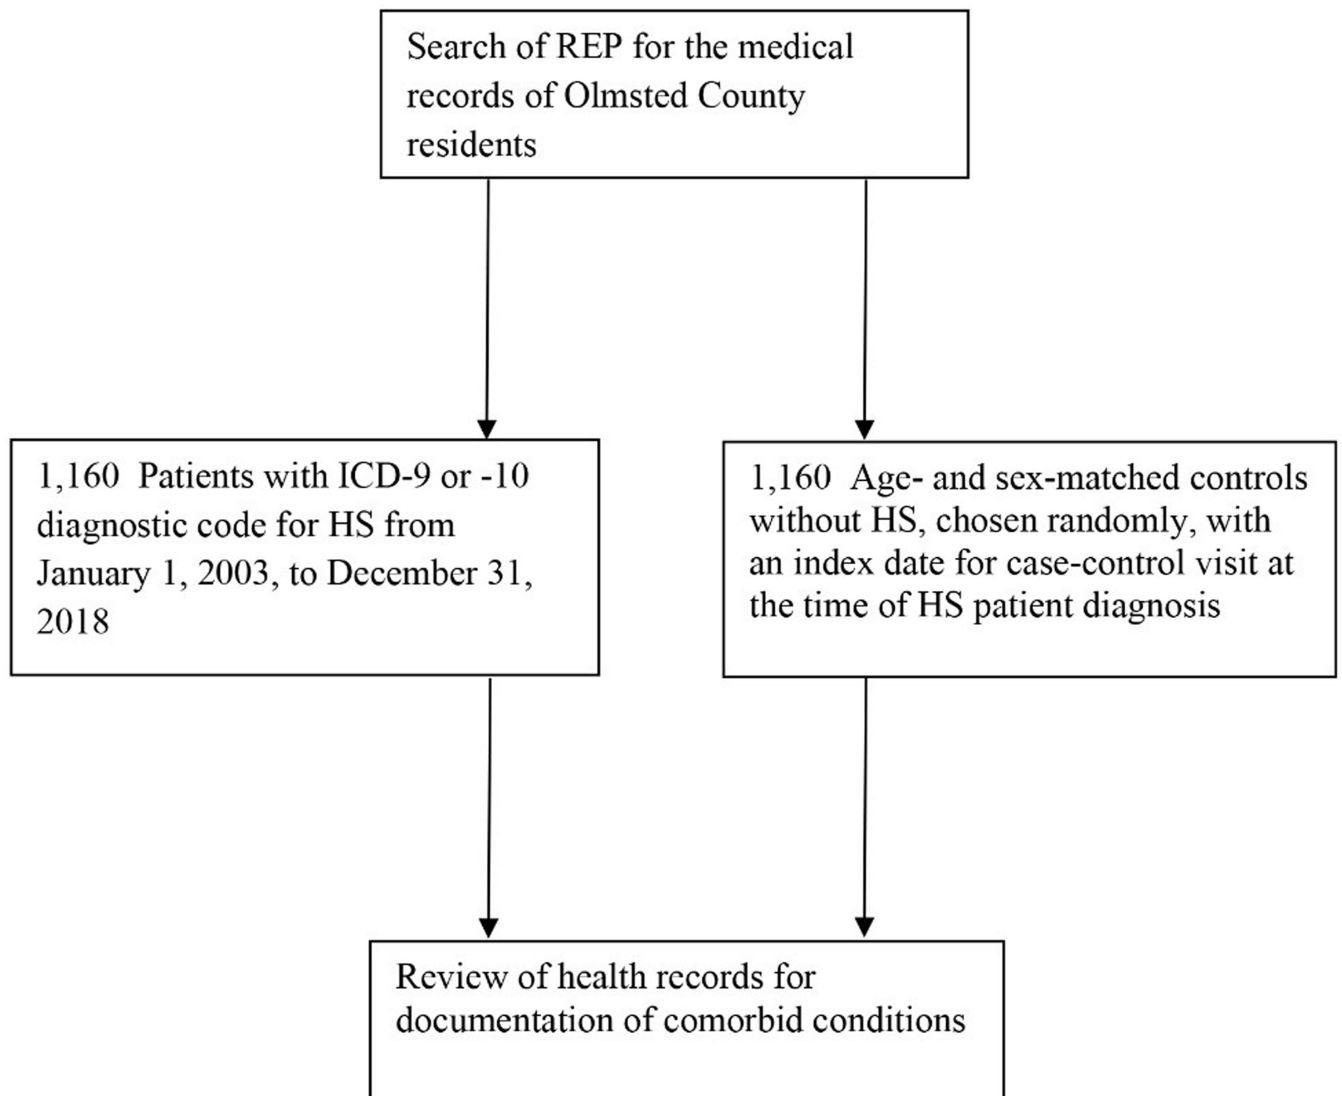 Search of REP for the medical
records of Olmsted County
residents
1,160 Patients with ICD-9 or -10
diagnostic code for HS from
January 1, 2003, to December 31,
2018
1,160 Age- and sex-matched controls
without HS, chosen randomly, with
an index date for case-control visit at
the time of HS patient diagnosis
Review of health records for
documentation of comorbid conditions